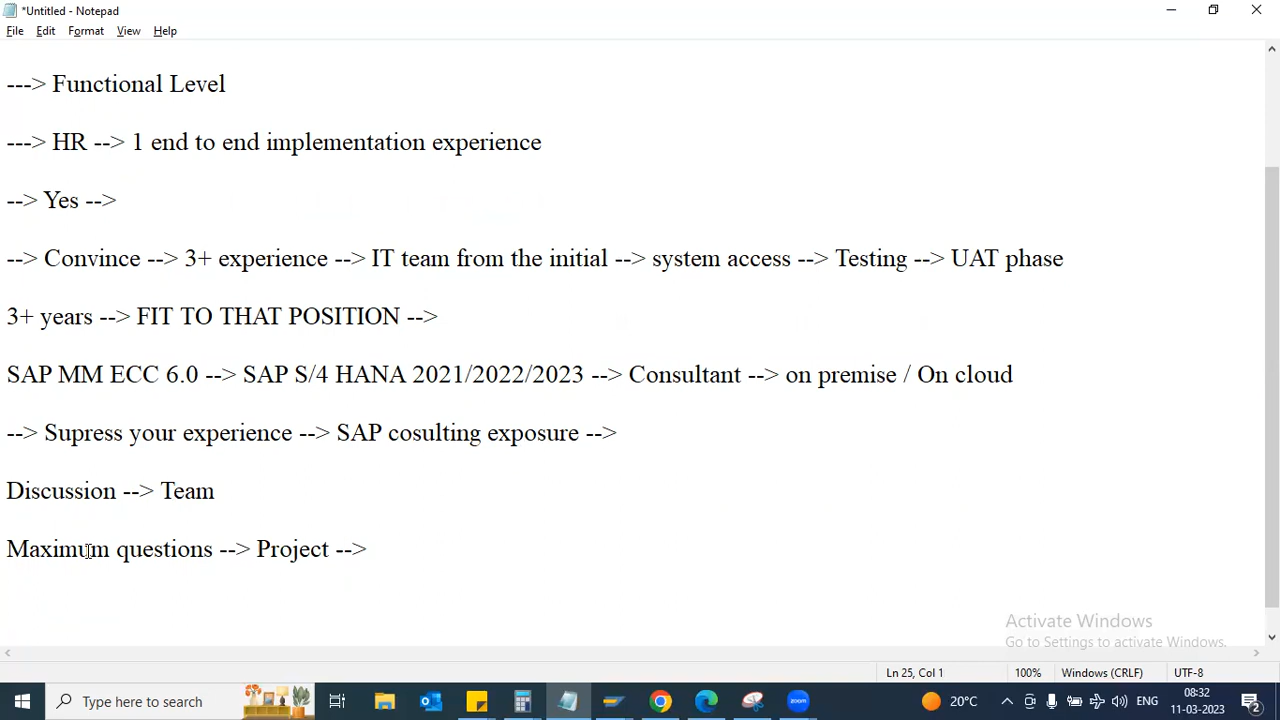 *Untitled - Notepad
File Edit Format View Help
---> Functional Level
---> HR --> 1 end to end implementation experience
--> Yes -->
--> Convince --> 3+ experience --> IT team from the initial --> system access --> Testing --> UAT phase
3+ years --> FIT TO THAT POSITION -->
SAP MM ECC 6.0 --> SAP S/4 HANA 2021/2022/2023 --> Consultant --> on premise / On cloud
--> Supress your experience --> SAP cosulting exposure -->
Discussion --> Team
Maximum questions --> Project -->
Activate Windows
Go to Settings to activate Windows.
Ln 25, Col 1 100% Windows (CRLF) UTF-8
Type here to search zoom 20°C ENG 08:32
11-03-2023 2